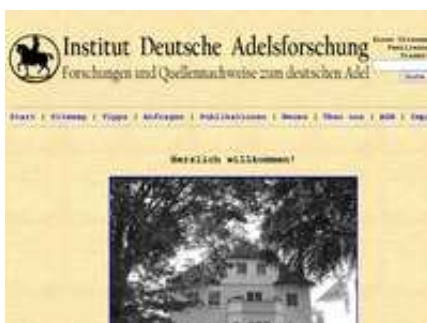 Institut Deutsche Adelsforschung
Forschungen und Quellennachweise zum deutschen Adel
Start | Sitemap | Tipps | Anfragen | Publikationen | Neues | Über uns | AGB |
Herzlich willkommen!